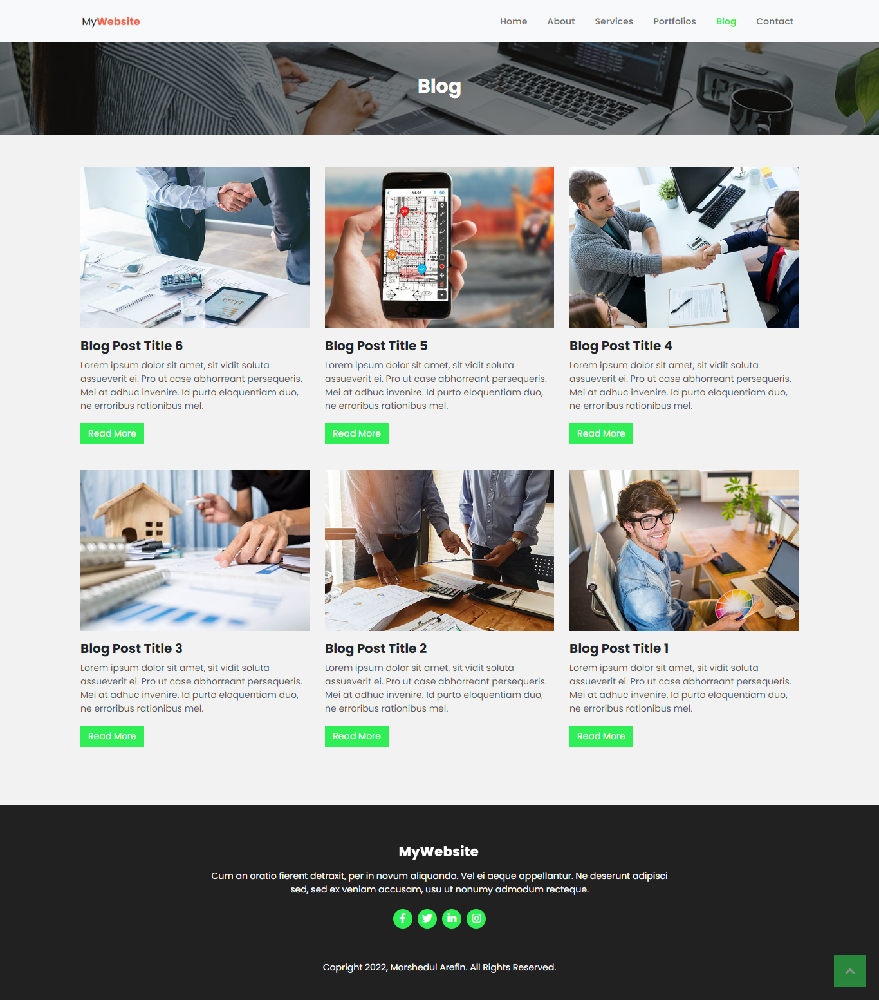 MyWebsite
Home About Services Portfolios Blog Contact
Blog
A4.01
GR
PA
Blog Post Title 6
Lorem ipsum dolor sit amet, sit vidit soluta
assueverit ei. Pro ut case abhorreant persequeris.
Mei at adhuc invenire. Id purto eloquentiam duo,
ne erroribus rationibus mel.
Read More
Blog Post Title 5
Lorem ipsum dolor sit amet, sit vidit soluta
assueverit ei. Pro ut case abhorreant persequeris.
Mei at adhuc invenire. Id purto eloquentiam duo,
ne erroribus rationibus mel.
Read More
Blog Post Title 4
Lorem ipsum dolor sit amet, sit vidit soluta
assueverit ei. Pro ut case abhorreant persequeris.
Mei at adhuc invenire. Id purto eloquentiam duo,
ne erroribus rationibus mel.
Read More
Blog Post Title 3
Lorem ipsum dolor sit amet, sit vidit soluta
assueverit ei. Pro ut case abhorreant persequeris.
Mei at adhuc invenire. Id purto eloquentiam duo,
ne erroribus rationibus mel.
Read More
Blog Post Title 2
Lorem ipsum dolor sit amet, sit vidit soluta
assueverit ei. Pro ut case abhorreant persequeris.
Mei at adhuc invenire. Id purto eloquentiam duo,
ne erroribus rationibus mel.
Read More
Blog Post Title 1
Lorem ipsum dolor sit amet, sit vidit soluta
assueverit ei. Pro ut case abhorreant persequeris.
Mei at adhuc invenire. Id purto eloquentiam duo,
ne erroribus rationibus mel.
Read More
MyWebsite
Cum an oratio fierent detraxit, per in novum aliquando. Vel ei aeque appellantur. Ne deserunt adipisci
sed, sed ex veniam accusam, usu ut nonumy admodum recteque.
Copright 2022, Morshedul Arefin. All Rights Reserved.